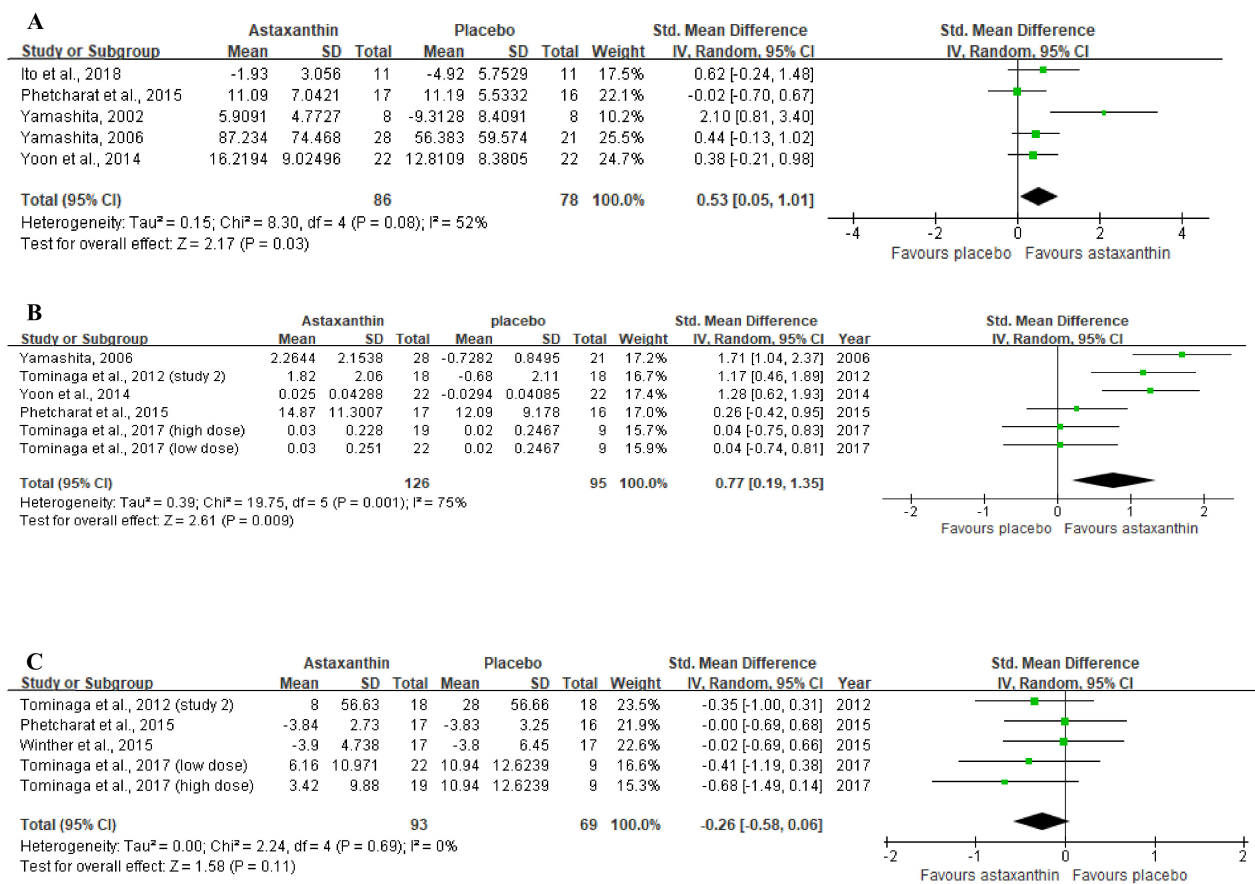 A
Astaxanthin Placebo Std. Mean Difference Std. Mean Difference
Study or Subgroup Mean SD Total Mean SD Total Weight IV, Random, 95% CI IV, Random, 95% CI
Ito et al., 2018 -1.93 3.056 11 -4.92 5.7529 11 17.5% 0.62 [-0.24, 1.48]
Phetcharat et al., 2015 11.09 7.0421 17 11.19 5.5332 16 22.1% -0.02 [-0.70, 0.67]
Yamashita, 2002 5.9091 4.7727 8 -9.3128 8.4091 8 10.2% 2.10 [0.81, 3.40]
Yamashita, 2006 87.234 74.468 28 56.383 59.574 21 25.5% 0.44 [-0.13, 1.02]
Yoon et al., 2014 16.2194 9.02496 22 12.8109 8.3805 22 24.7% 0.38 [-0.21, 0.98]
Total (95% CI) 86 78 100.0% 0.53 [0.05, 1.01]
Heterogeneity: Tau² = 0.15; Chi² = 8.30, df = 4 (P = 0.08); I² = 52%
Test for overall effect: Z = 2.17 (P = 0.03)
-4 -2 0 2 4
Favours placebo Favours astaxanthin
B
Astaxanthin placebo Std. Mean Difference Std. Mean Difference
Study or Subgroup Mean SD Total Mean SD Total Weight IV, Random, 95% CI Year IV, Random, 95% CI
Yamashita, 2006 2.2644 2.1538 28 -0.7282 0.8495 21 17.2% 1.71 [1.04, 2.37] 2006
Tominaga et al., 2012 (study 2) 1.82 2.06 18 -0.68 2.11 18 16.7% 1.17 [0.46, 1.89] 2012
Yoon et al., 2014 0.025 0.04288 22 -0.0294 0.04085 22 17.4% 1.28 [0.62, 1.93] 2014
Phetcharat et al., 2015 14.87 11.3007 17 12.09 9.178 16 17.0% 0.26 [-0.42, 0.95] 2015
Tominaga et al., 2017 (high dose) 0.03 0.228 19 0.02 0.2467 9 15.7% 0.04 [-0.75, 0.83] 2017
Tominaga et al., 2017 (low dose) 0.03 0.251 22 0.02 0.2467 9 15.9% 0.04 [-0.74, 0.81] 2017
Total (95% CI) 126 95 100.0% 0.77 [0.19, 1.35]
Heterogeneity: Tau² = 0.39; Chi² = 19.75, df = 5 (P = 0.001); I² = 75%
Test for overall effect: Z = 2.61 (P = 0.009)
-2 -1 0 1 2
Favours placebo Favours astaxanthin
C
Astaxanthin Placebo Std. Mean Difference Std. Mean Difference
Study or Subgroup Mean SD Total Mean SD Total Weight IV, Random, 95% CI Year IV, Random, 95% CI
Tominaga et al., 2012 (study 2) 8 56.63 18 28 56.66 18 23.5% -0.35 [-1.00, 0.31] 2012
Phetcharat et al., 2015 -3.84 2.73 17 -3.83 3.25 16 21.9% -0.00 [-0.69, 0.68] 2015
Winther et al., 2015 -3.9 4.738 17 -3.8 6.45 17 22.6% -0.02 [-0.69, 0.66] 2015
Tominaga et al., 2017 (low dose) 6.16 10.971 22 10.94 12.6239 9 16.6% -0.41 [-1.19, 0.38] 2017
Tominaga et al., 2017 (high dose) 3.42 9.88 19 10.94 12.6239 9 15.3% -0.68 [-1.49, 0.14] 2017
Total (95% CI) 93 69 100.0% -0.26 [-0.58, 0.06]
Heterogeneity: Tau² = 0.00; Chi² = 2.24, df = 4 (P = 0.69); I² = 0%
Test for overall effect: Z = 1.58 (P = 0.11)
-2 -1 0 1 2
Favours astaxanthin Favours placebo